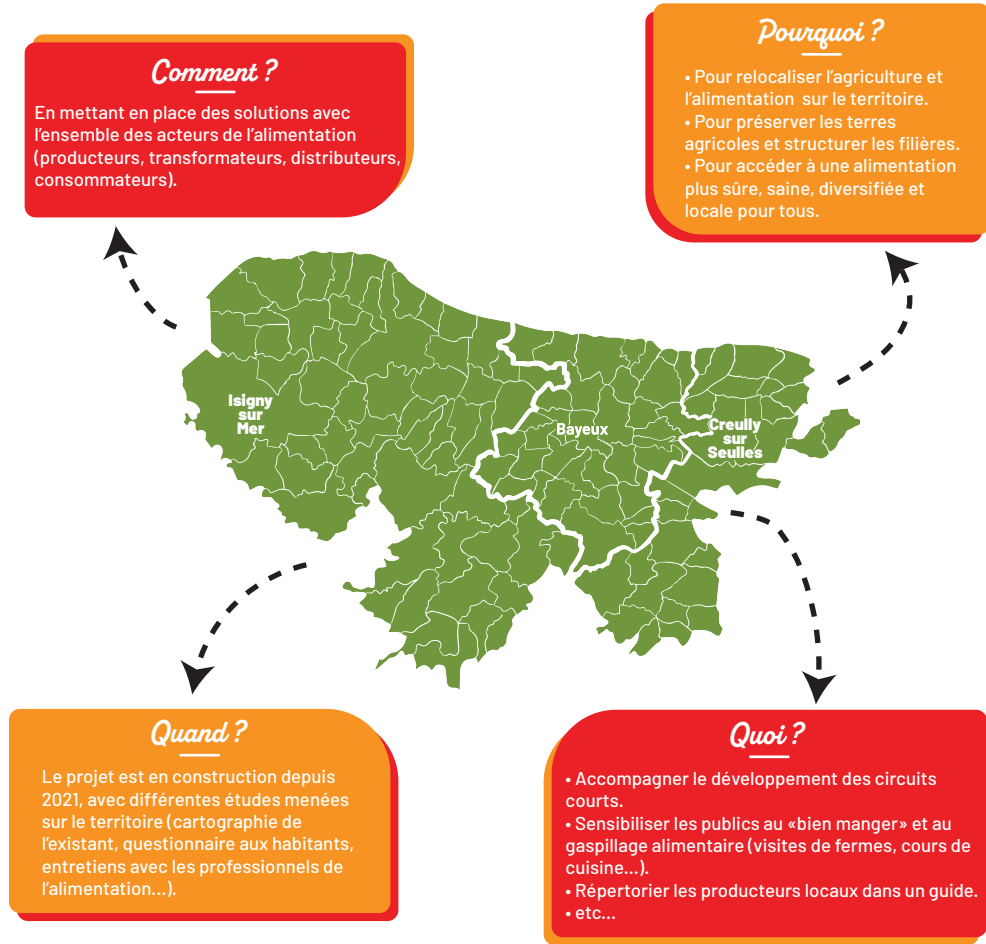 Comment ?
En mettant en place des solutions avec
l'ensemble des acteurs de l'alimentation
(producteurs, transformateurs, distributeurs,
consommateurs).
Pourquoi ?
• Pour relocaliser l'agriculture et
l'alimentation sur le territoire.
• Pour préserver les terres
agricoles et structurer les filières.
• Pour accéder à une alimentation
plus sûre, saine, diversifiée et
locale pour tous.
Isigny
sur
Mer
Bayeux
Creully
sur
Seulles
Quand ?
Le projet est en construction depuis
2021, avec différentes études menées
sur le territoire (cartographie de
l'existant, questionnaire aux habitants,
entretiens avec les professionnels de
l'alimentation...).
Quoi ?
• Accompagner le développement des circuits
courts.
• Sensibiliser les publics au «bien manger» et au
gaspillage alimentaire (visites de fermes, cours de
cuisine...).
• Répertorier les producteurs locaux dans un guide.
• etc...